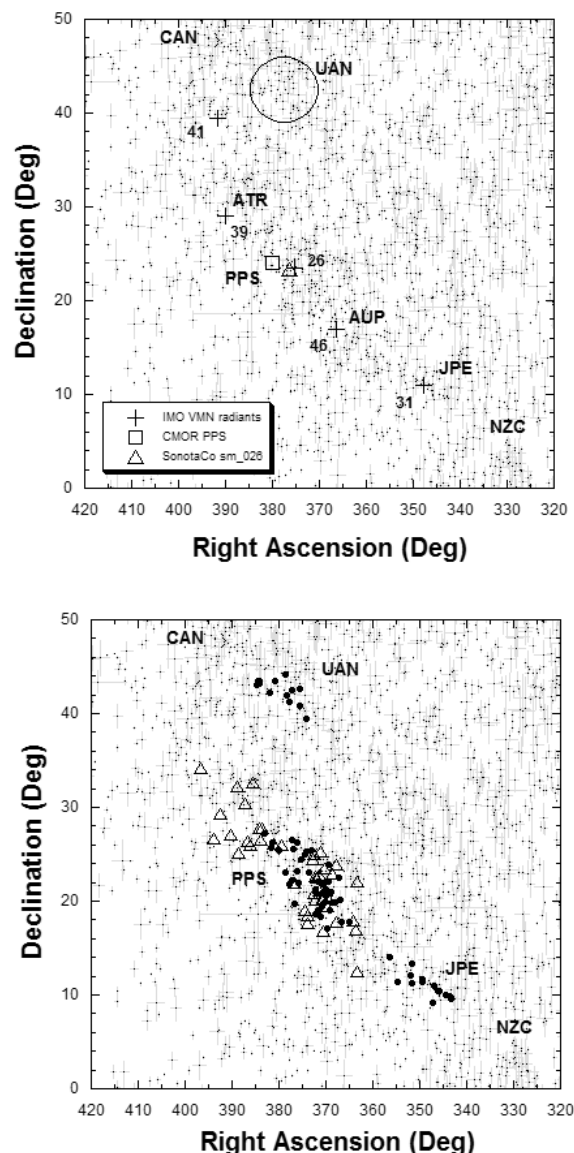 50
CAN
UAN
40
41
30
ATR
39
26
PPS
20
AUP
46
JPE
10
31
NZC
IMO VMN radiants
CMOR PPS
SonotaCo sm_026
0
420 410 400 390 380 370 360 350 340 330 320
Declination (Deg)
Right Ascension (Deg)
50
CAN
UAN
40
30
PPS
20
JPE
10
NZC
0
420 410 400 390 380 370 360 350 340 330 320
Declination (Deg)
Right Ascension (Deg)